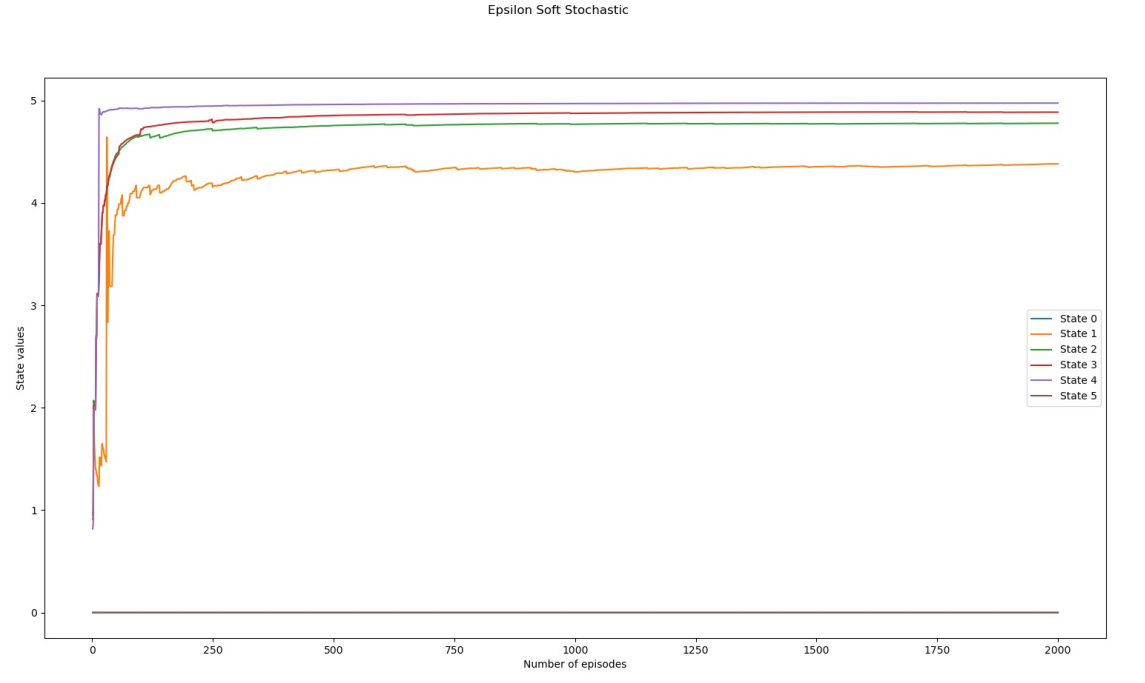 Epsilon Soft Stochastic
5
4
3
2
1
0
State values
State 0
State 1
State 2
State 3
State 4
State 5
0 250 500 750 1000 1250 1500 1750 2000
Number of episodes